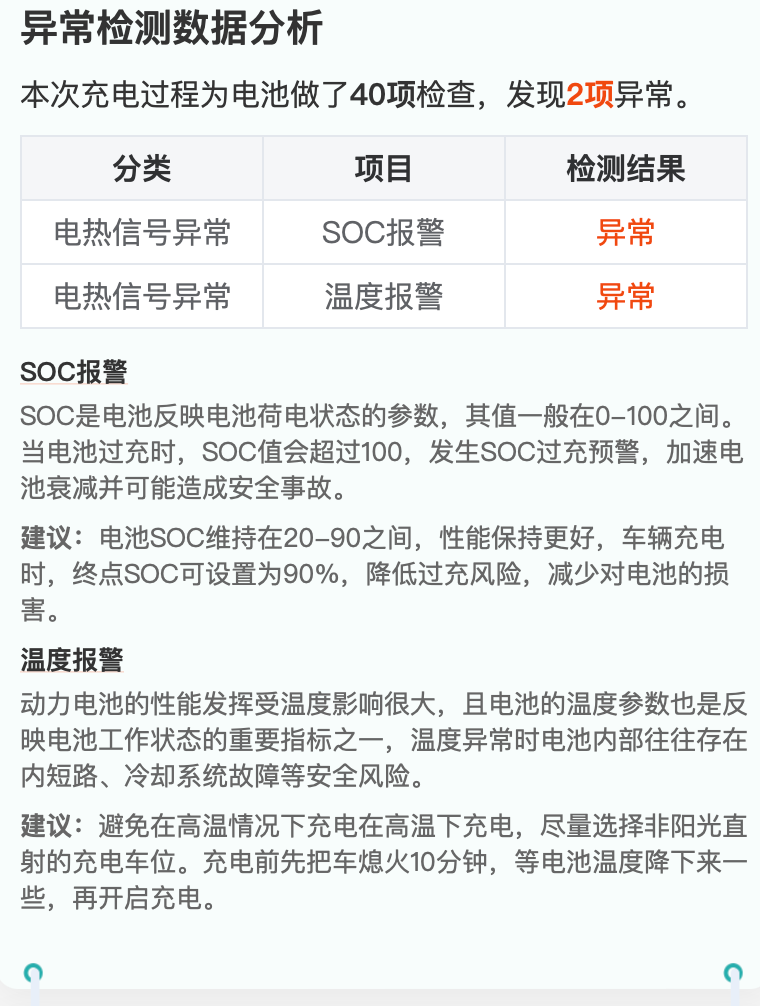 异常检测数据分析
本次充电过程为电池做了40项检查，发现2项异常。
分类 项目 检测结果
电热信号异常 SOC报警 异常
电热信号异常 温度报警 异常
SOC报警
SOC是电池反映电池荷电状态的参数，其值一般在0–100之间。
当电池过充时，SOC值会超过100，发生SOC过充预警，加速电
池衰减并可能造成安全事故。
建议：电池SOC维持在20–90之间，性能保持更好，车辆充电
时，终点SOC可设置为90%，降低过充风险，减少对电池的损
害。
温度报警
动力电池的性能发挥受温度影响很大，且电池的温度参数也是反
映电池工作状态的重要指标之一，温度异常时电池内部往往存在
内短路、冷却系统故障等安全风险。
建议：避免在高温情况下充电在高温下充电，尽量选择非阳光直
射的充电车位。充电前先把车熄火10分钟，等电池温度降下来一
些，再开启充电。